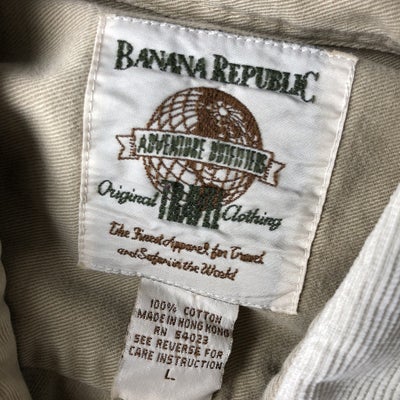 BANANA REPUBLIC
ADVENTURE OUTFITTERS
Original TRAVEL Clothing
The Finest Apparel for Travel
and Safari in the World
100% COTTON
MADE IN HONG KONG
RN 54023
SEE REVERSE FOR
CARE INSTRUCTION
L